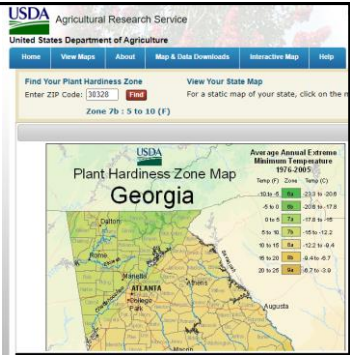 USDA
Agricultural Research Service
United States Department of Agriculture
Home View Maps About Map & Data Downloads Interactive Map Help
Find Your Plant Hardiness Zone
View Your State Map
Enter ZIP Code: 30328 Find
For a static map of your state, click on the
Zone 7b : 5 to 10 (F)
USDA
Plant Hardiness Zone Map
Georgia
Average Annual Extreme
Minimum Temperature
1976-2005
Temp (F) Zone Temp (C)
-10 to -5 6a -23.3 to -20.6
-5 to 0 6b -20.6 to -17.8
0 to 5 7a -17.8 to -15
5 to 10 7b -15 to -12.2
10 to 15 8a -12.2 to -9.4
15 to 20 8b -9.4 to -6.7
20 to 25 9a -6.7 to -3.9
Dalton
Rome
Marietta
Athens
ATLANTA
College
Park
Augusta
Macon